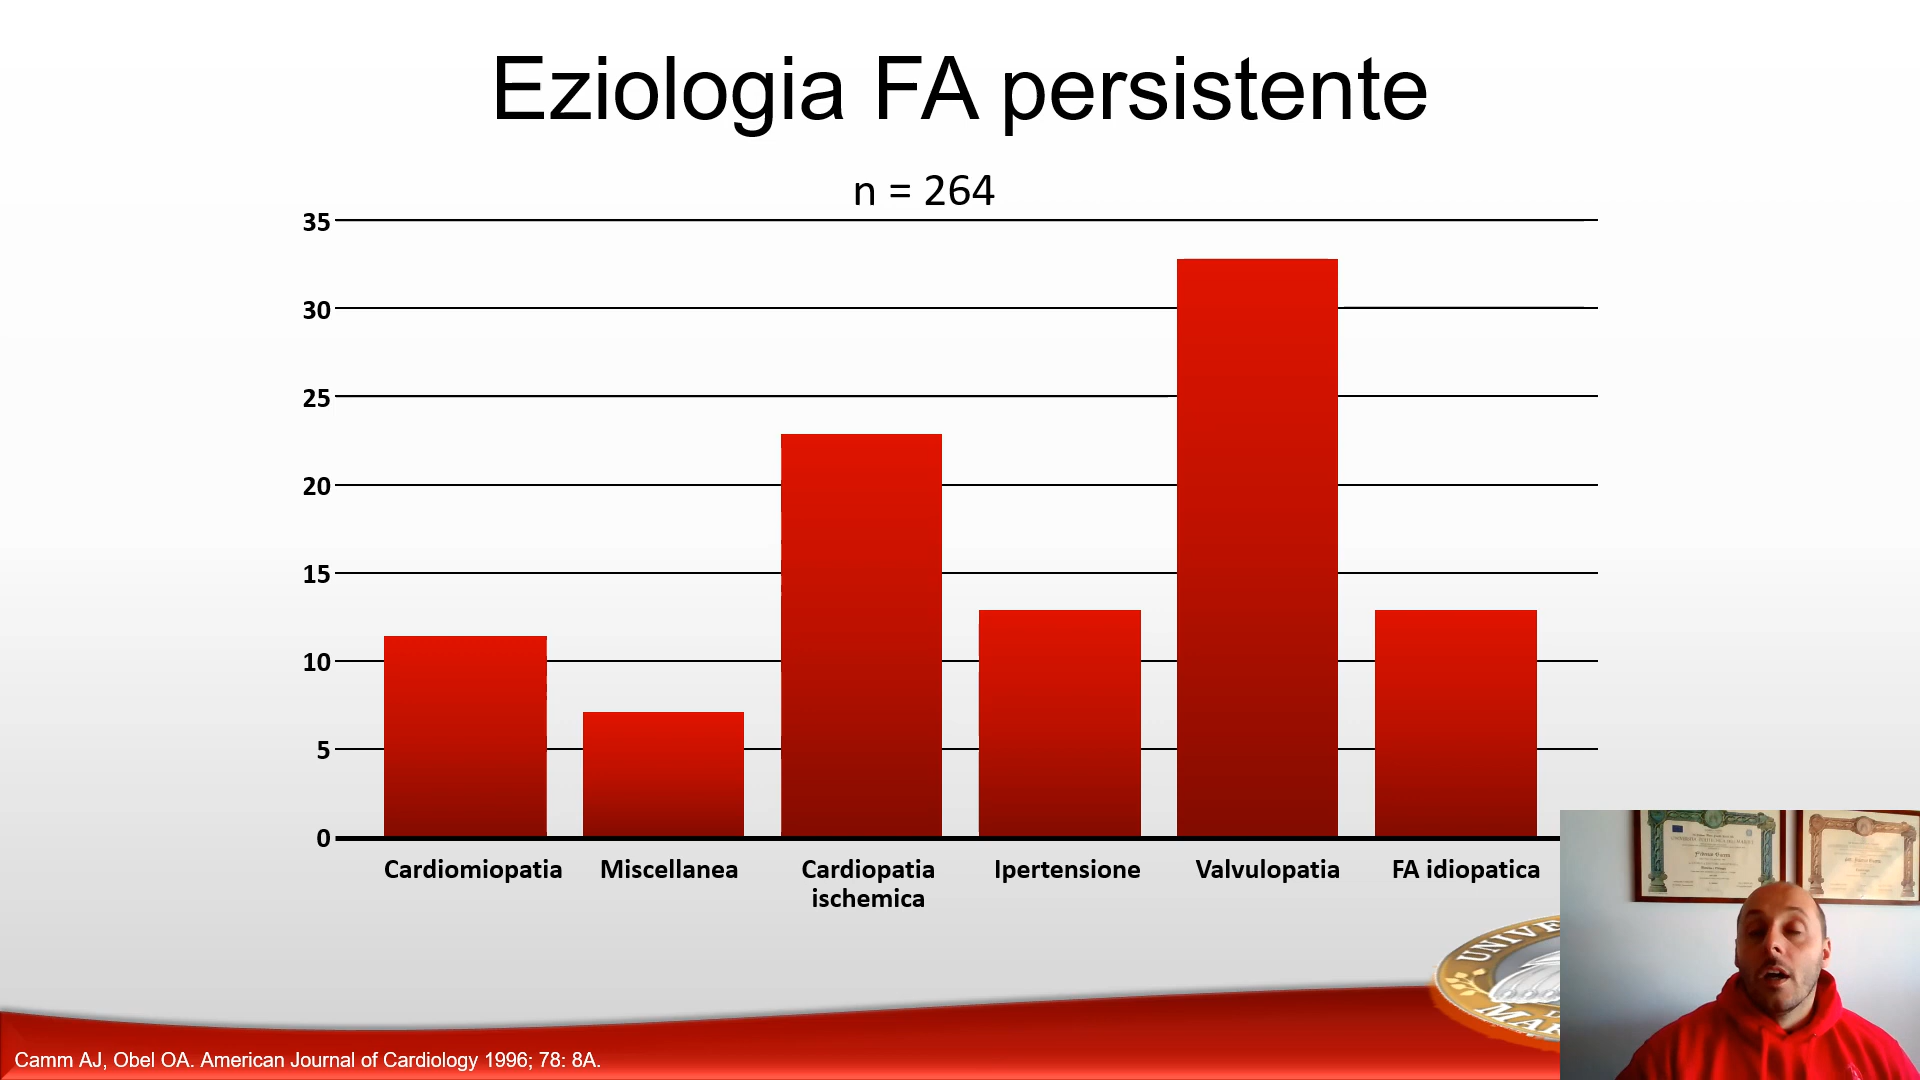 Eziologia FA persistente
n = 264
35
30
25
20
15
10
5
0
Cardiomiopatia
Miscellanea
Cardiopatia
ischemica
Ipertensione
Valvulopatia
FA idiopatica
Camm AJ, Obel OA. American Journal of Cardiology 1996; 78: 8A.